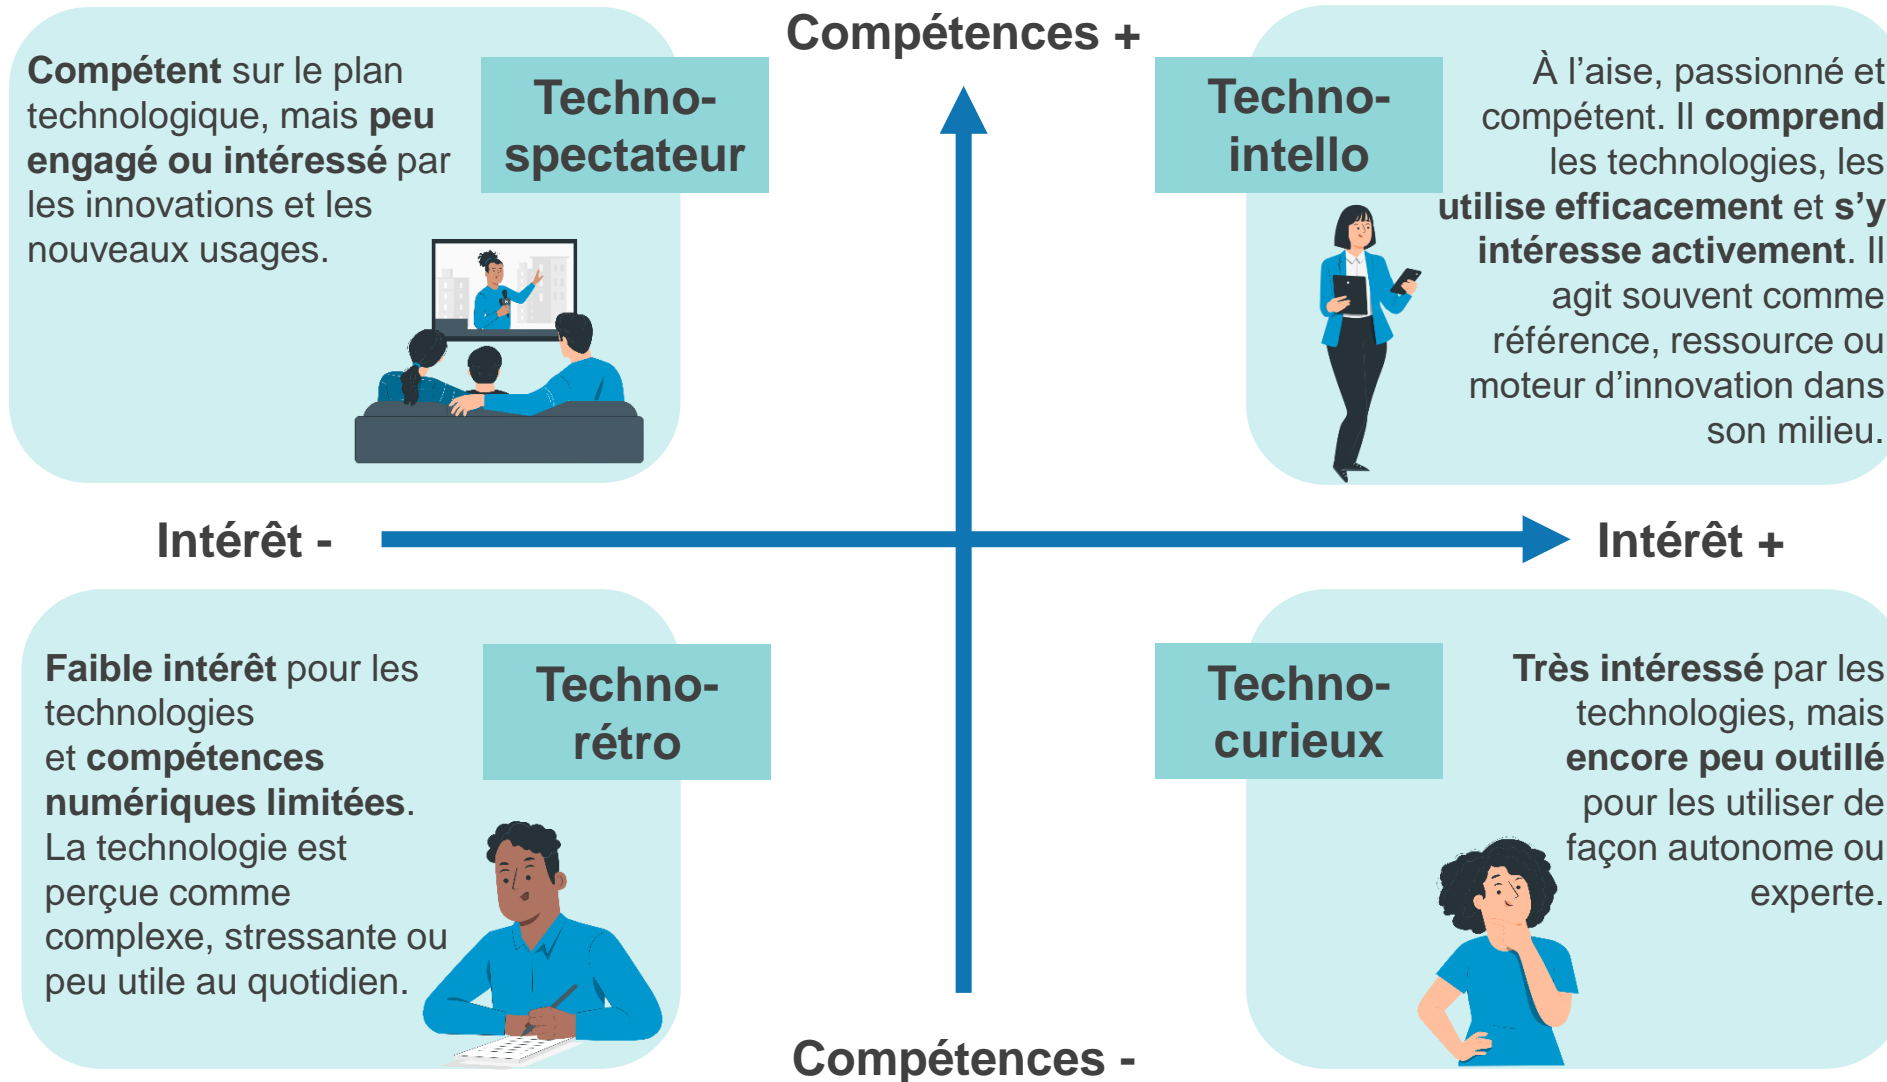 Compétences +
Compétent sur le plan
technologique, mais peu
engagé ou intéressé par
les innovations et les
nouveaux usages.
Techno-
spectateur
Techno-
intello
À l’aise, passionné et
compétent. Il comprend
les technologies, les
utilise efficacement et s’y
intéresse activement. Il
agit souvent comme
référence, ressource ou
moteur d’innovation dans
son milieu.
Intérêt -
Intérêt +
Faible intérêt pour les
technologies
et compétences
numériques limitées.
La technologie est
perçue comme
complexe, stressante ou
peu utile au quotidien.
Techno-
rétro
Techno-
curieux
Très intéressé par les
technologies, mais
encore peu outillé
pour les utiliser de
façon autonome ou
experte.
Compétences -